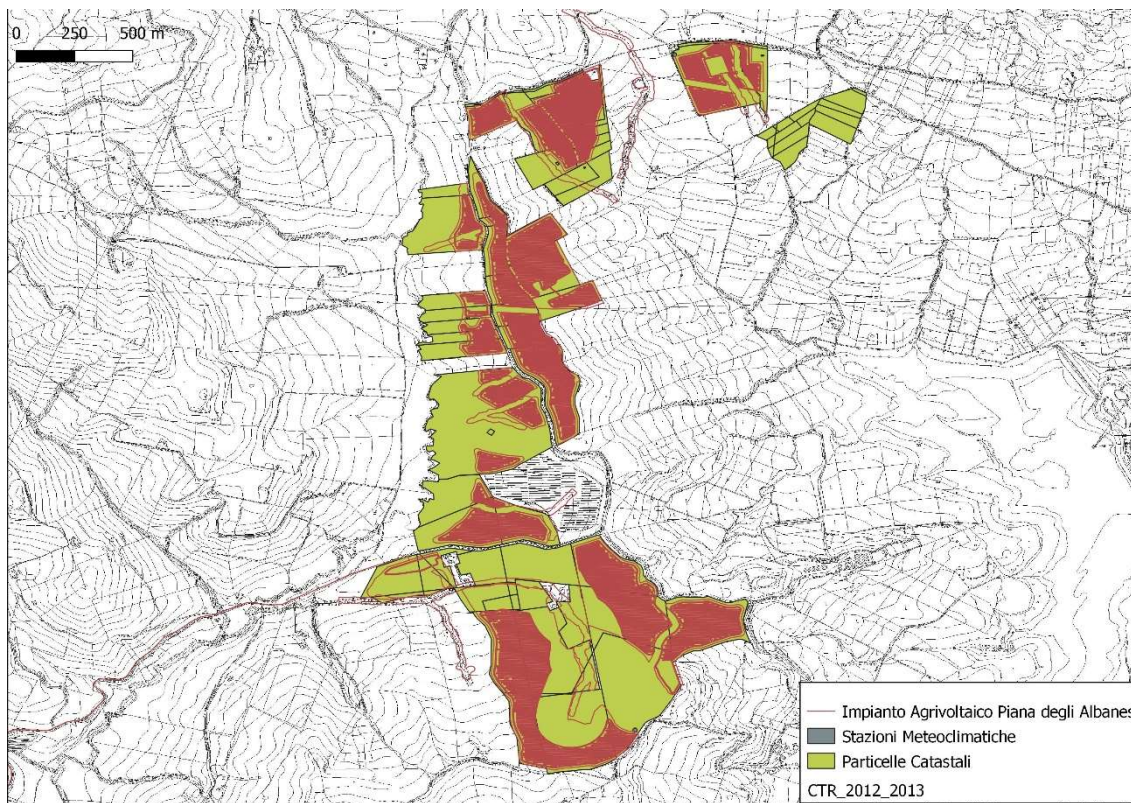 0 250 500 m
Impianto Agrivoltaico Piana degli Albanes
Stazioni Meteoclimatiche
Particelle Catastali
CTR_2012_2013